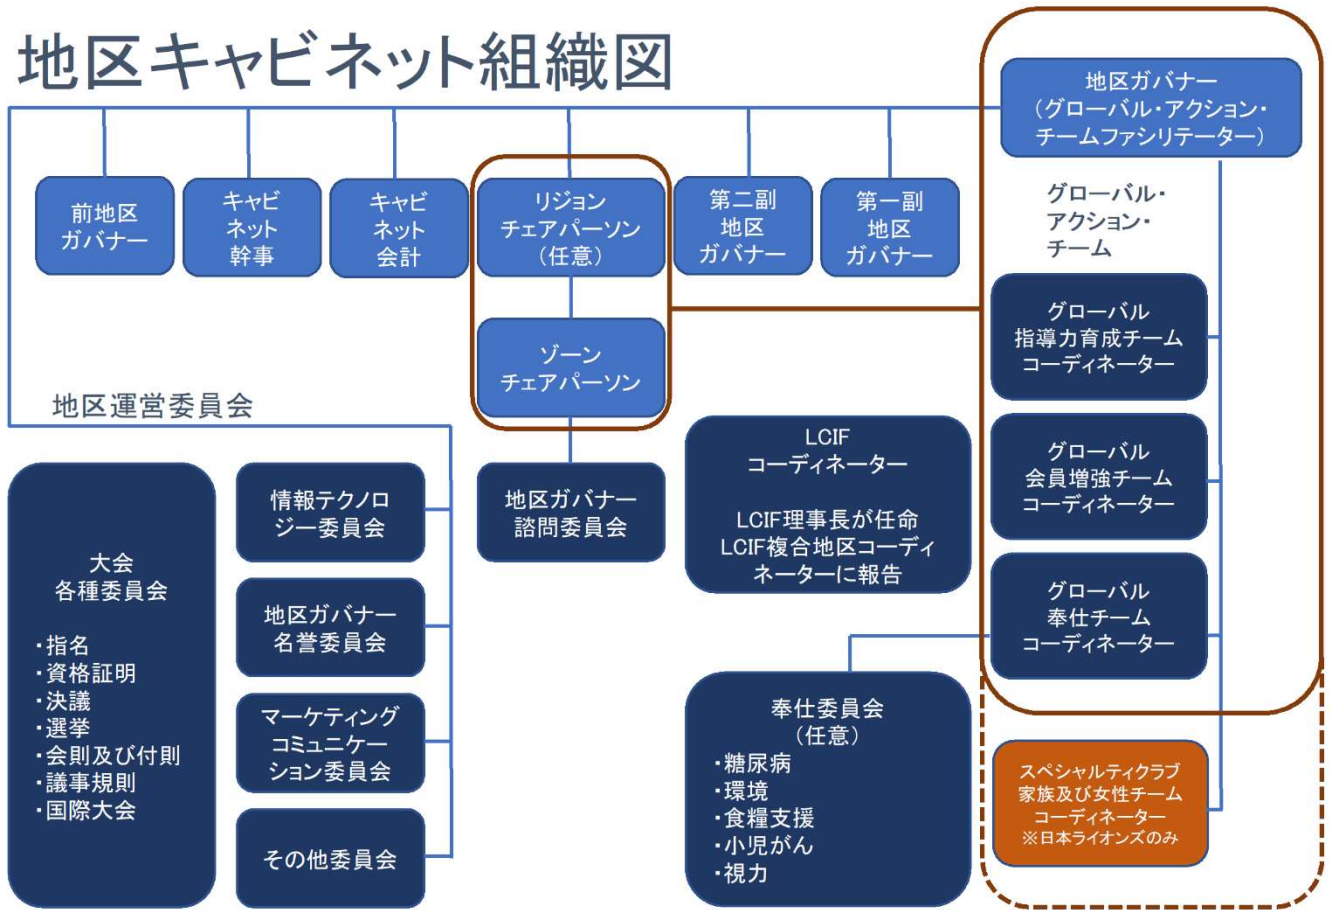 地区キャビネット組織図
地区ガバナー
（グローバル・アクション・
チームファシリテーター）
前地区
ガバナー
キャビ
ネット
幹事
キャビ
ネット
会計
リジョン
チェアパーソン
（任意）
第二副
地区
ガバナー
第一副
地区
ガバナー
グローバル・
アクション・
チーム
グローバル
指導力育成チーム
コーディネーター
ゾーン
チェアパーソン
地区運営委員会
LCIF
コーディネーター
LCIF理事長が任命
LCIF複合地区コーディ
ネーターに報告
グローバル
会員増強チーム
コーディネーター
大会
各種委員会
・指名
・資格証明
・決議
・選挙
・会則及び付則
・議事規則
・国際大会
情報テクノロ
ジー委員会
地区ガバナー
諮問委員会
地区ガバナー
名誉委員会
グローバル
奉仕チーム
コーディネーター
マーケティング
コミュニケー
ション委員会
その他委員会
奉仕委員会
（任意）
・糖尿病
・環境
・食糧支援
・小児がん
・視力
スペシャルティクラブ
家族及び女性チーム
コーディネーター
※日本ライオンズのみ